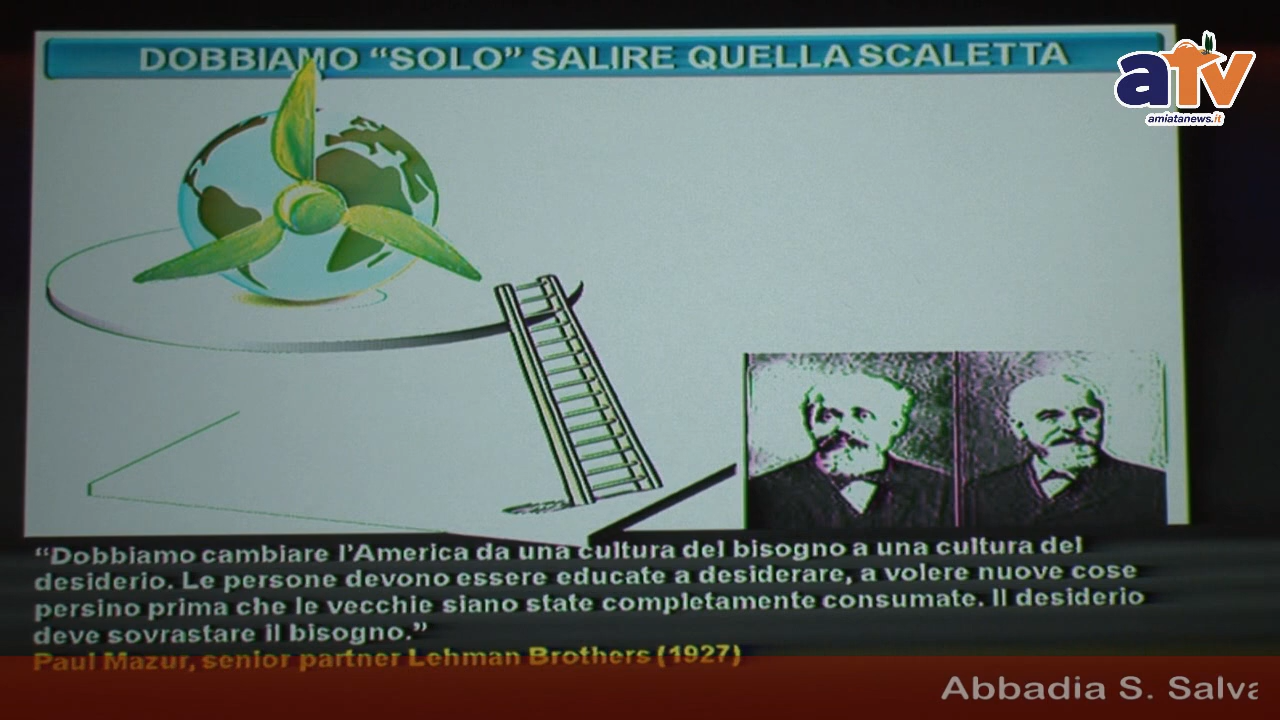 DOBBIAMO “SOLO” SALIRE QUELLA SCALETTA
aTv
amiatanews.it
“Dobbiamo cambiare l’America da una cultura del bisogno a una cultura del
desiderio. Le persone devono essere educate a desiderare, a volere nuove cose
persino prima che le vecchie siano state completamente consumate. Il desiderio
deve sovrastare il bisogno.”
Paul Mazur, senior partner Lehman Brothers (1927)
Abbadia S. Salva